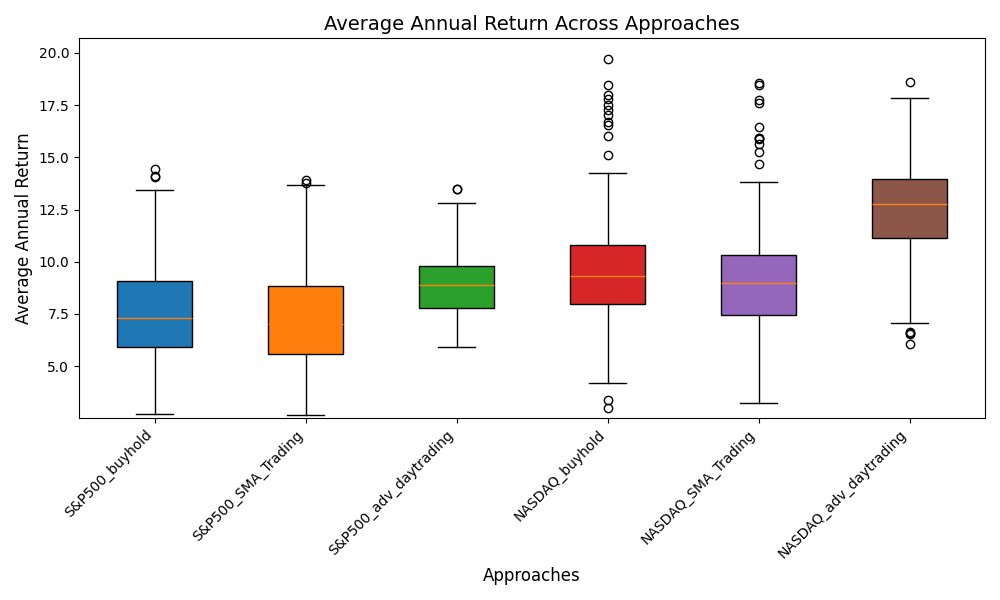 Average Annual Return Across Approaches
20.0
17.5
15.0
12.5
10.0
7.5
5.0
Average Annual Return
S&P500_buyhold
S&P500_SMA_Trading
S&P500_adv_daytrading
NASDAQ_buyhold
NASDAQ_SMA_Trading
NASDAQ_adv_daytrading
Approaches